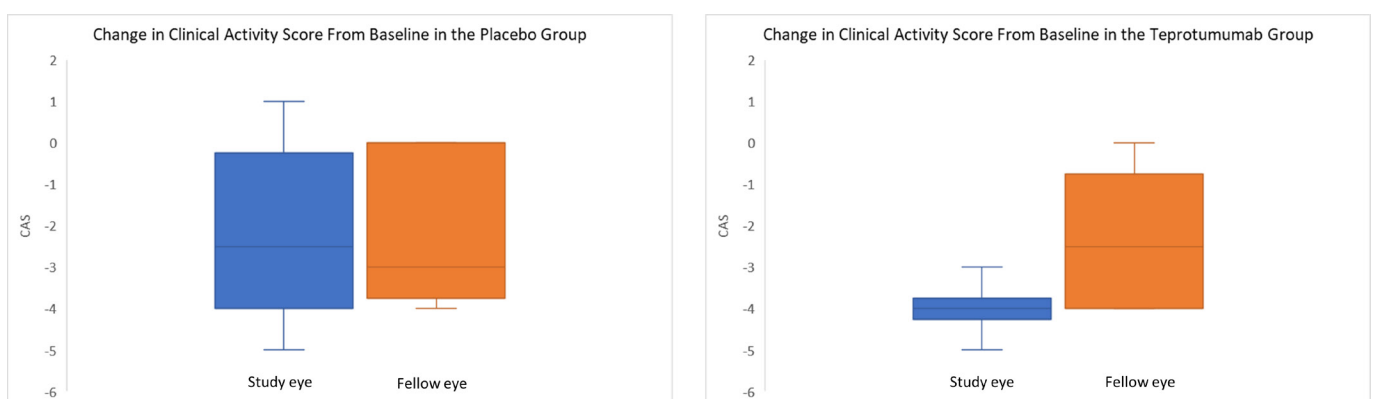 Change in Clinical Activity Score From Baseline in the Placebo Group
2
1
0
-1
-2
-3
-4
-5
-6
CAS
Study eye
Fellow eye
Change in Clinical Activity Score From Baseline in the Teprotumumab Group
2
1
0
-1
-2
-3
-4
-5
-6
CAS
Study eye
Fellow eye